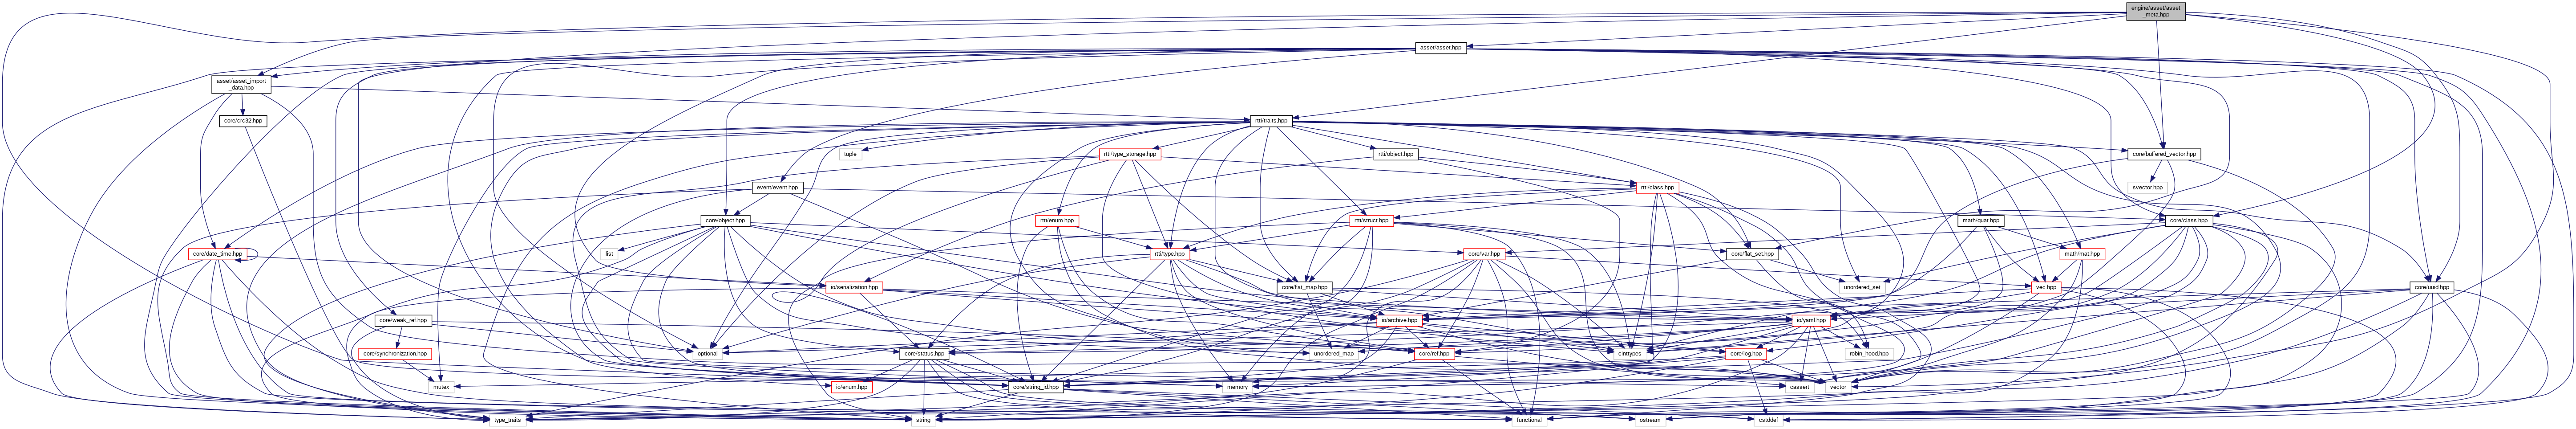 engine/asset/asset
_meta.hpp
asset/asset.hpp
asset/asset_import
_data.hpp
core/crc32.hpp
rtti/traits.hpp
tuple
rtti/type_storage.hpp
rtti/object.hpp
core/buffered_vector.hpp
event/event.hpp
rtti/class.hpp
svector.hpp
core/object.hpp
rtti/enum.hpp
rtti/struct.hpp
math/quat.hpp
core/class.hpp
core/date_time.hpp
list
rtti/type.hpp
core/var.hpp
core/flat_set.hpp
math/mat.hpp
io/serialization.hpp
core/flat_map.hpp
unordered_set
vec.hpp
core/uuid.hpp
core/weak_ref.hpp
io/archive.hpp
io/yaml.hpp
core/synchronization.hpp
optional
core/status.hpp
unordered_map
core/ref.hpp
cinttypes
core/log.hpp
robin_hood.hpp
mutex
io/enum.hpp
core/string_id.hpp
memory
cassert
vector
type_traits
string
functional
ostream
cstddef